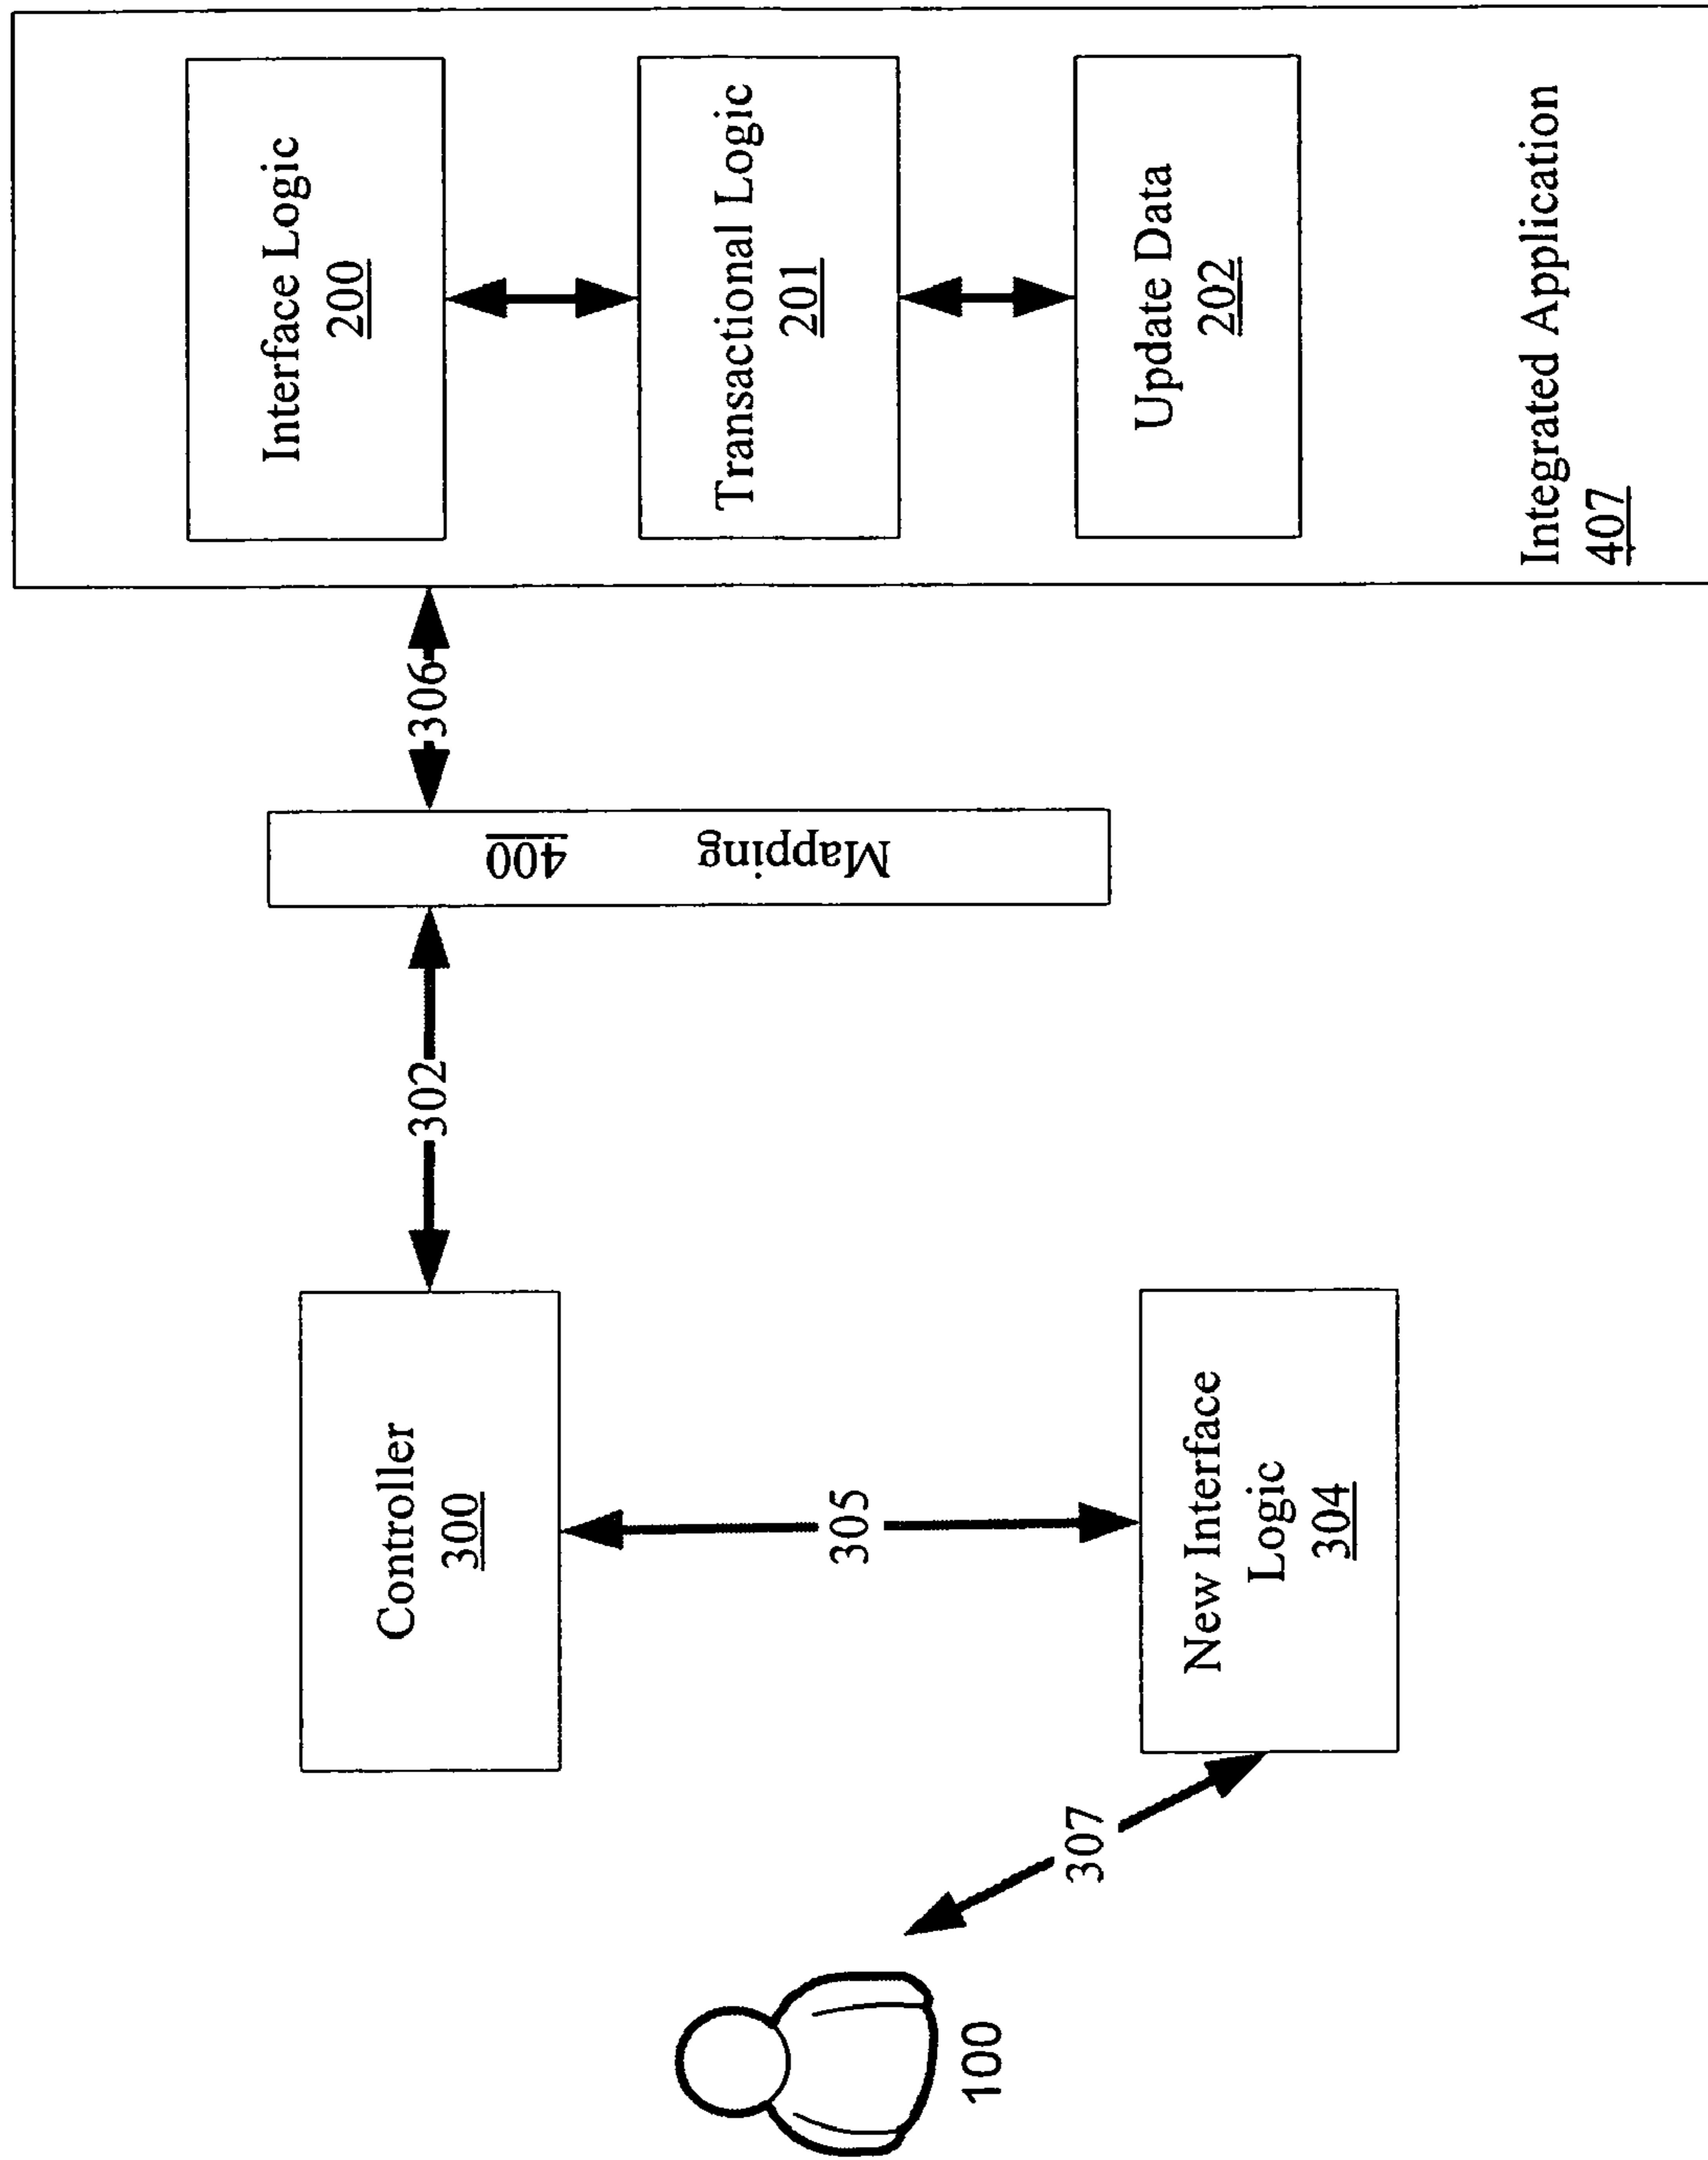 Controller
300
302
Mapping
400
306
Interface Logic
200
Transactional Logic
201
Update Data
202
Integrated Application
407
305
New Interface
Logic
304
307
100